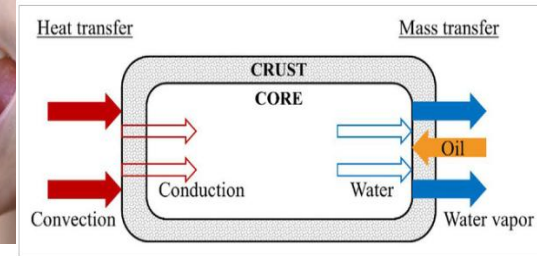 Heat transfer
Mass transfer
CRUST
CORE
Oil
Conduction
Water
Convection
Water vapor